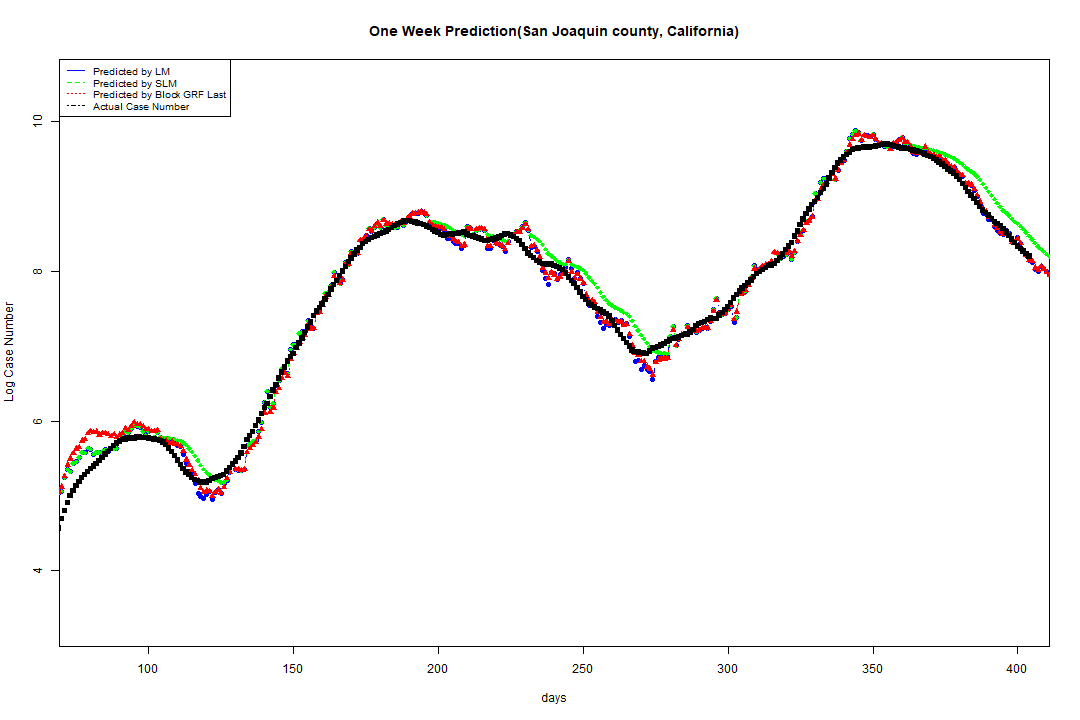 One Week Prediction(San Joaquin county, California)
Predicted by LM
Predicted by SLM
Predicted by Block GRF Last
Actual Case Number
Log Case Number
10
8
6
4
100 150 200 250 300 350 400
days